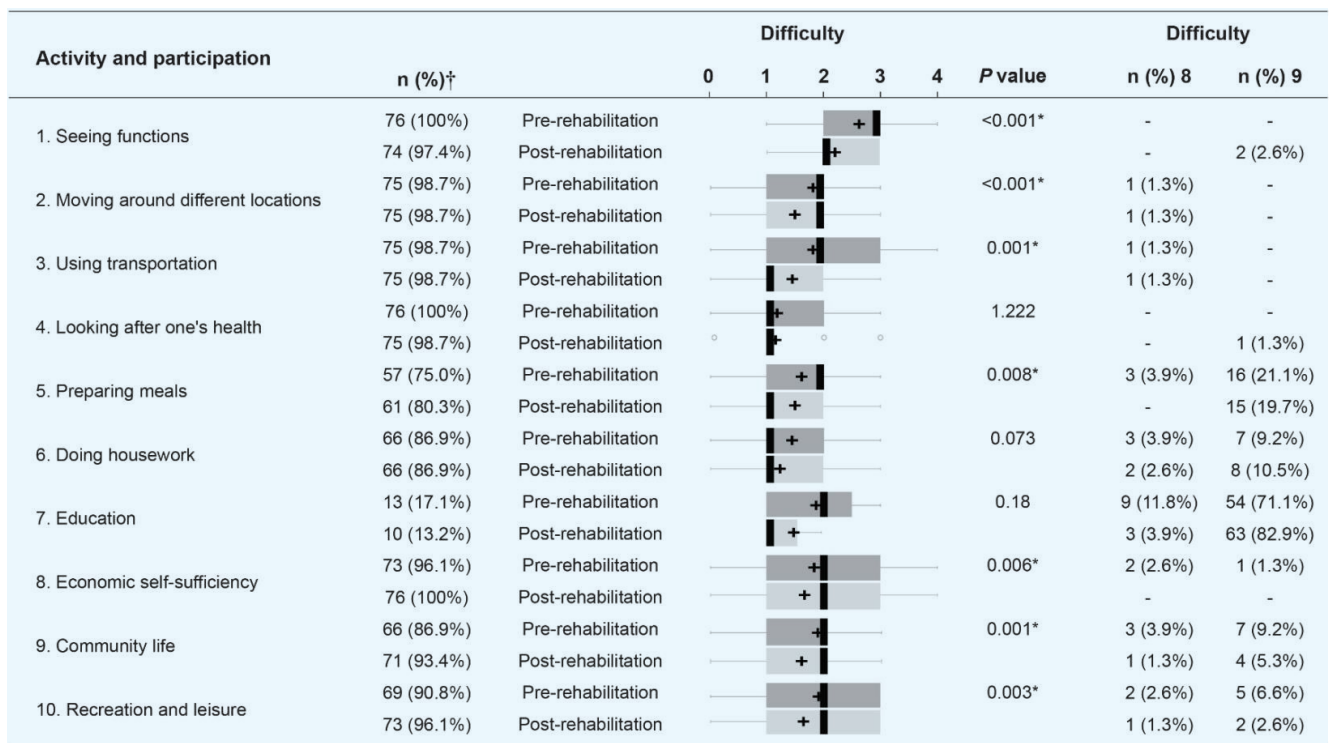 Difficulty Difficulty
Activity and participation n (%)† 0 1 2 3 4 P value n (%) 8 n (%) 9
1. Seeing functions
76 (100%) Pre-rehabilitation <0.001* - -
74 (97.4%) Post-rehabilitation - 2 (2.6%)
2. Moving around different locations
75 (98.7%) Pre-rehabilitation <0.001* 1 (1.3%) -
75 (98.7%) Post-rehabilitation 1 (1.3%) -
3. Using transportation
75 (98.7%) Pre-rehabilitation 0.001* 1 (1.3%) -
75 (98.7%) Post-rehabilitation 1 (1.3%) -
4. Looking after one's health
76 (100%) Pre-rehabilitation 1.222 - -
75 (98.7%) Post-rehabilitation - 1 (1.3%)
5. Preparing meals
57 (75.0%) Pre-rehabilitation 0.008* 3 (3.9%) 16 (21.1%)
61 (80.3%) Post-rehabilitation - 15 (19.7%)
6. Doing housework
66 (86.9%) Pre-rehabilitation 0.073 3 (3.9%) 7 (9.2%)
66 (86.9%) Post-rehabilitation 2 (2.6%) 8 (10.5%)
7. Education
13 (17.1%) Pre-rehabilitation 0.18 9 (11.8%) 54 (71.1%)
10 (13.2%) Post-rehabilitation 3 (3.9%) 63 (82.9%)
8. Economic self-sufficiency
73 (96.1%) Pre-rehabilitation 0.006* 2 (2.6%) 1 (1.3%)
76 (100%) Post-rehabilitation - -
9. Community life
66 (86.9%) Pre-rehabilitation 0.001* 3 (3.9%) 7 (9.2%)
71 (93.4%) Post-rehabilitation 1 (1.3%) 4 (5.3%)
10. Recreation and leisure
69 (90.8%) Pre-rehabilitation 0.003* 2 (2.6%) 5 (6.6%)
73 (96.1%) Post-rehabilitation 1 (1.3%) 2 (2.6%)